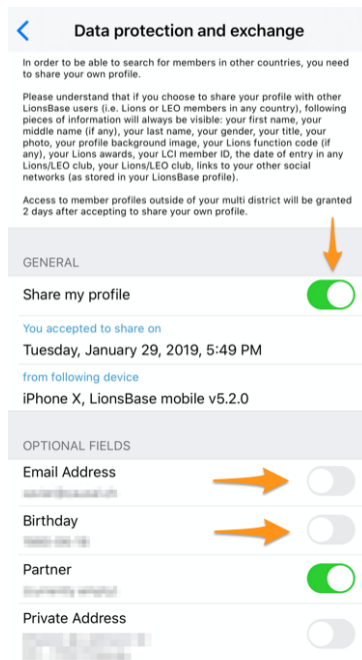 Data protection and exchange
In order to be able to search for members in other countries, you need
to share your own profile.
Please understand that if you choose to share your profile with other
LionsBase users (i.e. Lions or LEO members in any country), following
pieces of information will always be visible: your first name, your
middle name (if any), your last name, your gender, your title, your
photo, your profile background image, your Lions function code (if
any), your Lions awards, your LCI member ID, the date of entry in any
Lions/LEO club, your Lions/LEO club, links to your other social
networks (as stored in your LionsBase profile).
Access to member profiles outside of your multi district will be granted
2 days after accepting to share your own profile.
GENERAL
Share my profile
You accepted to share on
Tuesday, January 29, 2019, 5:49 PM
from following device
iPhone X, LionsBase mobile v5.2.0
OPTIONAL FIELDS
Email Address
Birthday
Partner
Private Address